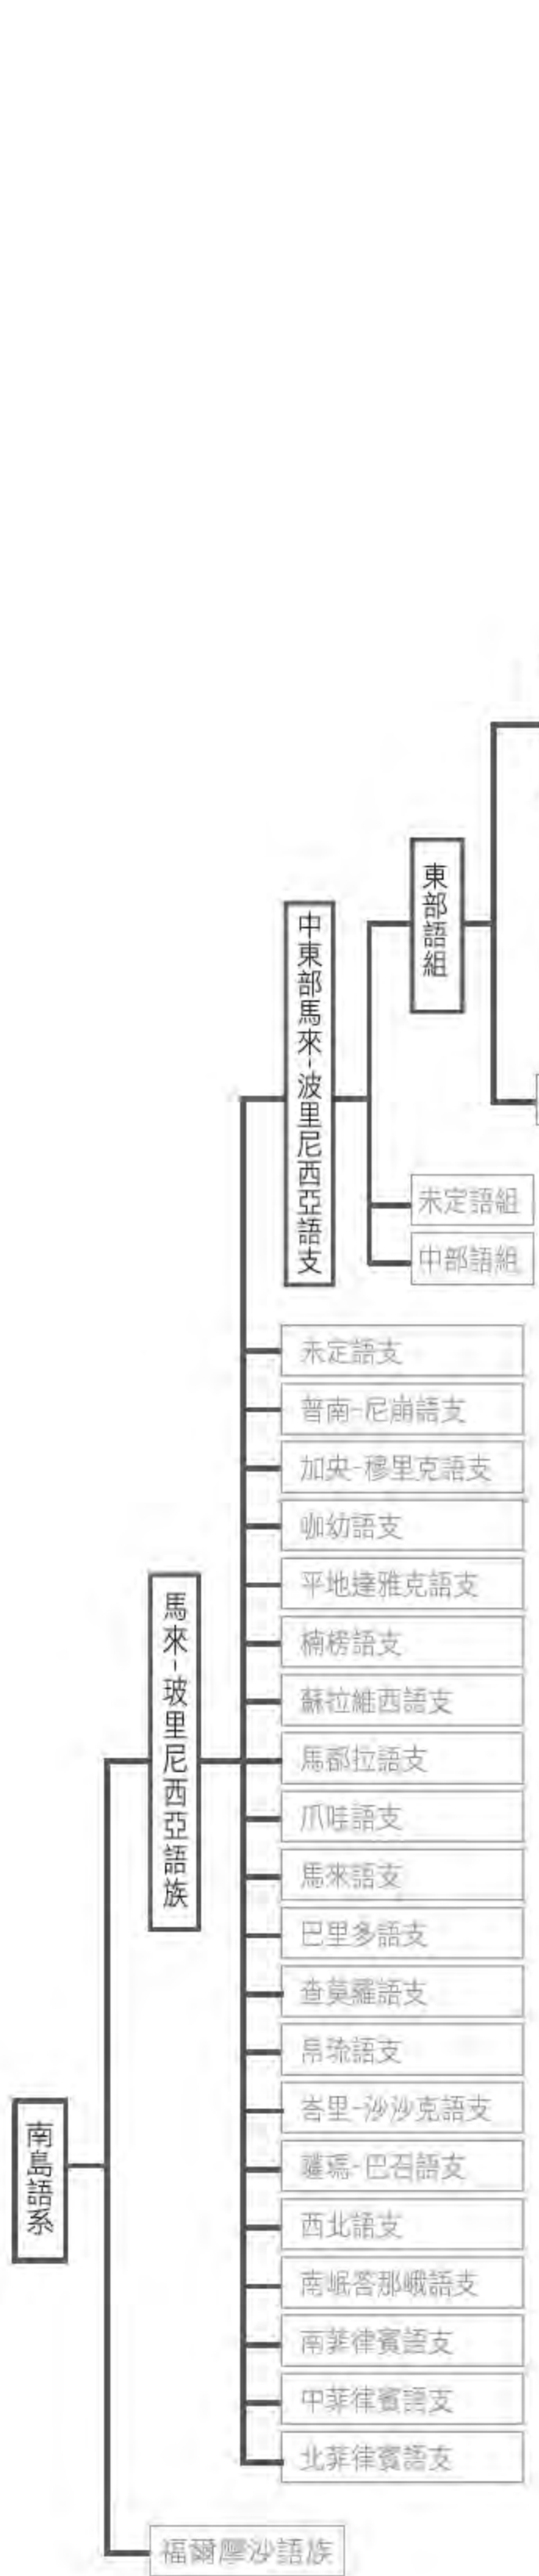 東部語組
中東部馬來-波里尼西亞語支
未定語組
中部語組
未定語支
普南-尼崩語支
加央-穆里克語支
咖幼語支
平地達雅克語支
楠榜語支
蘇拉維西語支
馬都拉語支
爪哇語支
馬來-玻里尼西亞語族
馬來語支
巴里多語支
查莫羅語支
帛琉語支
峇里-沙沙克語支
巴召語支
西北語支
南岷答那峨語支
南菲律賓語支
中菲律賓語支
北菲律賓語支
南島語系
福爾摩沙語族